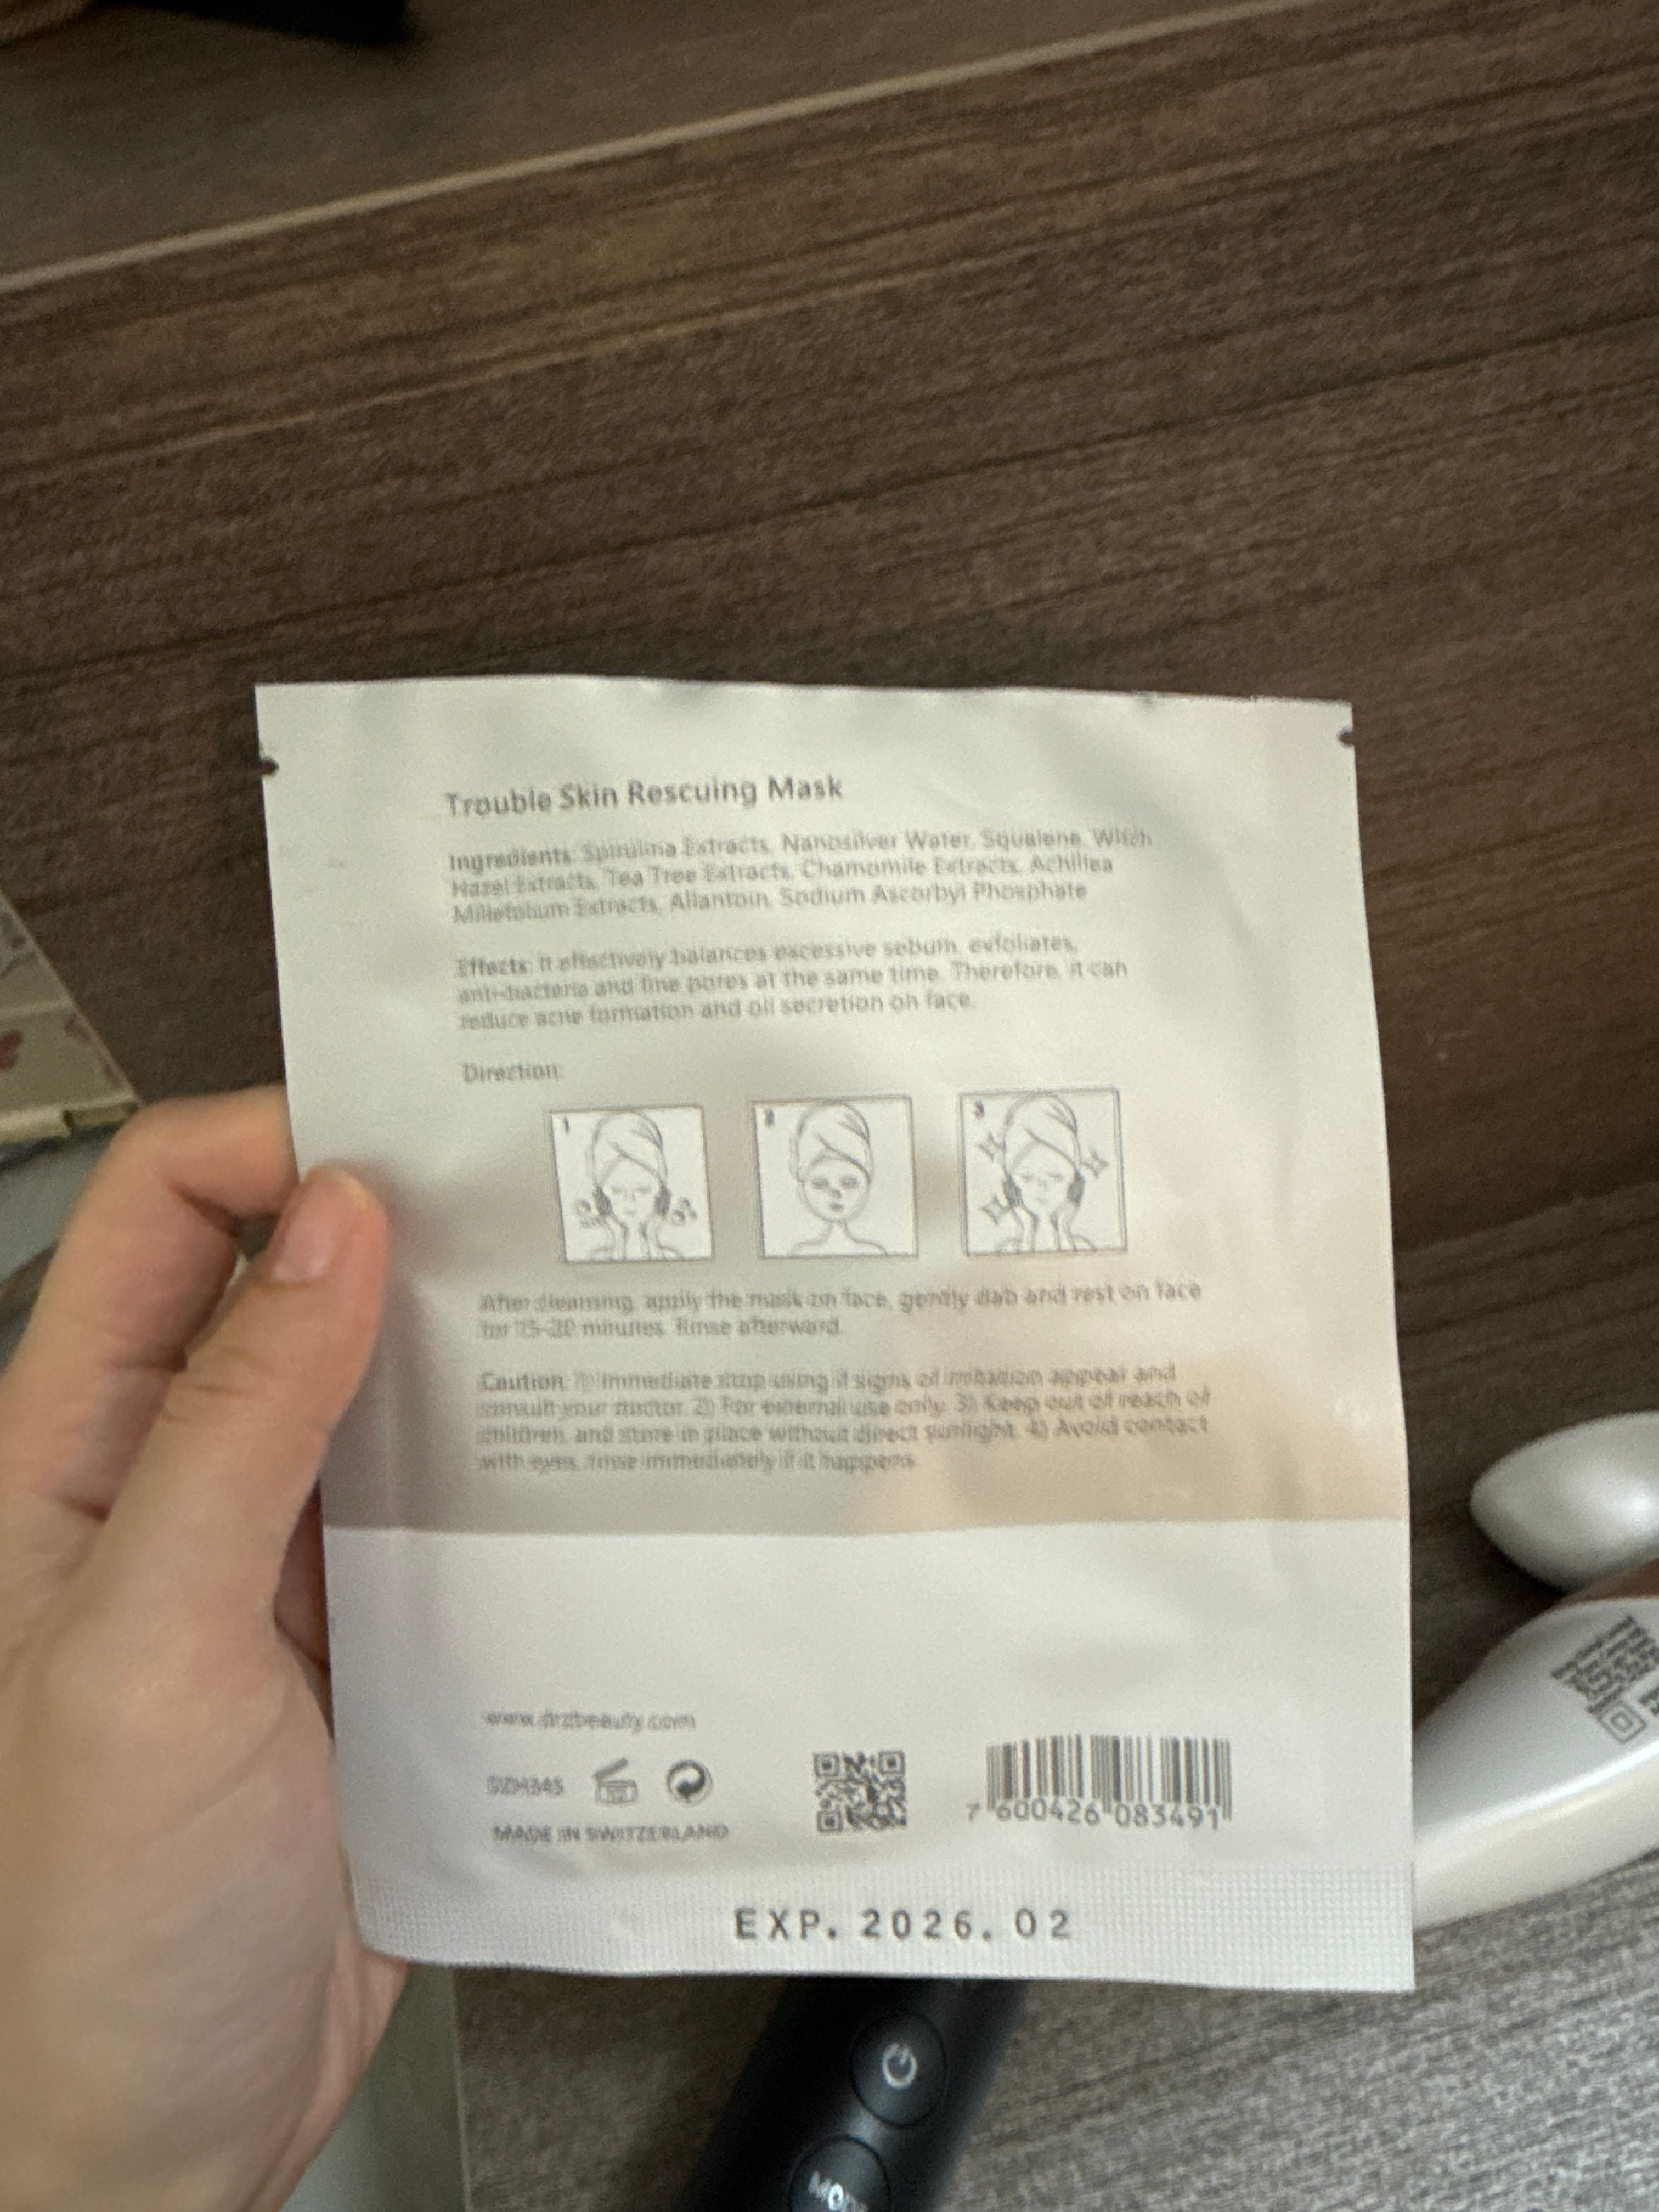 Trouble Skin Rescuing Mask
Ingredients: Spirulina Extracts, Nanosilver Water, Squalene, Witch
Hazel Extracts, Tea Tree Extracts, Chamomile Extracts, Achillea
Millefolium Extracts, Allantoin, Sodium Ascorbyl Phosphate
Effects: It effectively balances excessive sebum, exfoliates,
anti-bacteria and fine pores at the same time. Therefore, it can
reduce acne formation and oil secretion on face.
Direction:
1
2
3
After cleansing, apply the mask on face, gently dab and rest on face
for 15-20 minutes. Rinse afterward.
Caution: 1) Immediate stop using if signs of irritation appear and
consult your doctor. 2) For external use only. 3) Keep out of reach of
children, and store in place without direct sunlight. 4) Avoid contact
with eyes, rinse immediately if it happens.
www.drzbeauty.com
MADE IN SWITZERLAND
7 600426 083491
EXP. 2026. 02